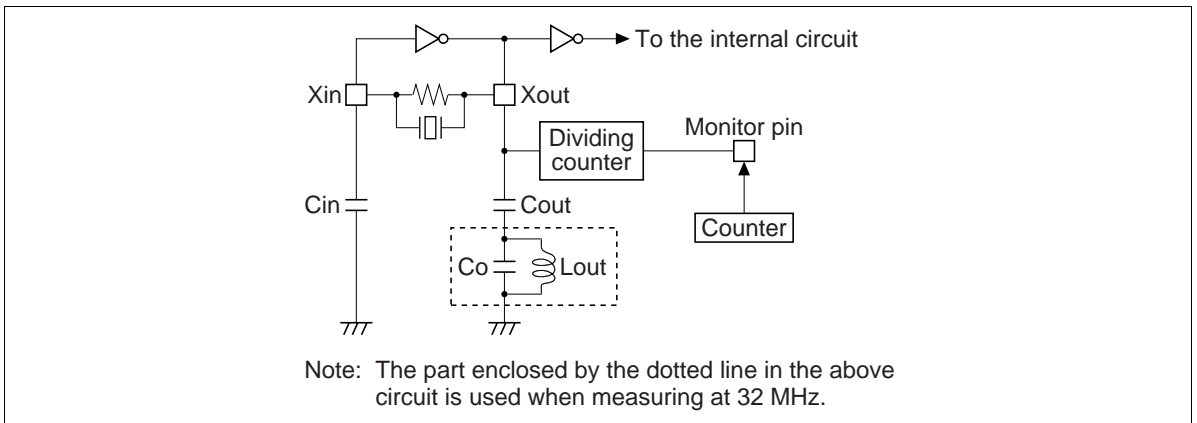 To the internal circuit
Xin
Xout
Monitor pin
Dividing
counter
Cin
Cout
Counter
Co
Lout
Note: The part enclosed by the dotted line in the above
circuit is used when measuring at 32 MHz.